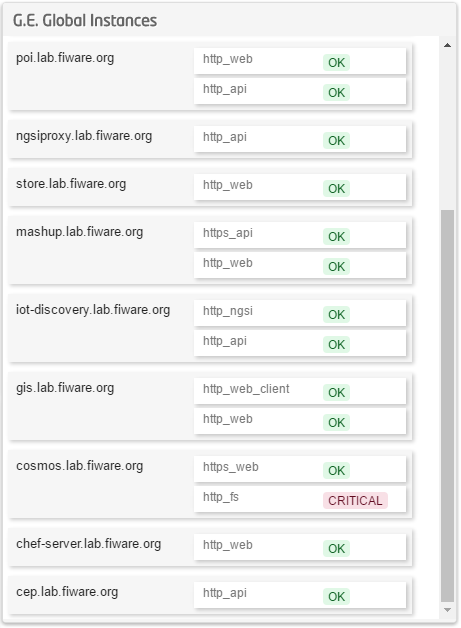 G.E. Global Instances
poi.lab.fiware.org http_web OK
http_api OK
ngsiproxy.lab.fiware.org http_api OK
store.lab.fiware.org http_web OK
mashup.lab.fiware.org https_api OK
http_web OK
iot-discovery.lab.fiware.org http_ngsi OK
http_api OK
gis.lab.fiware.org http_web_client OK
http_web OK
cosmos.lab.fiware.org https_web OK
http_fs CRITICAL
chef-server.lab.fiware.org http_web OK
cep.lab.fiware.org http_api OK